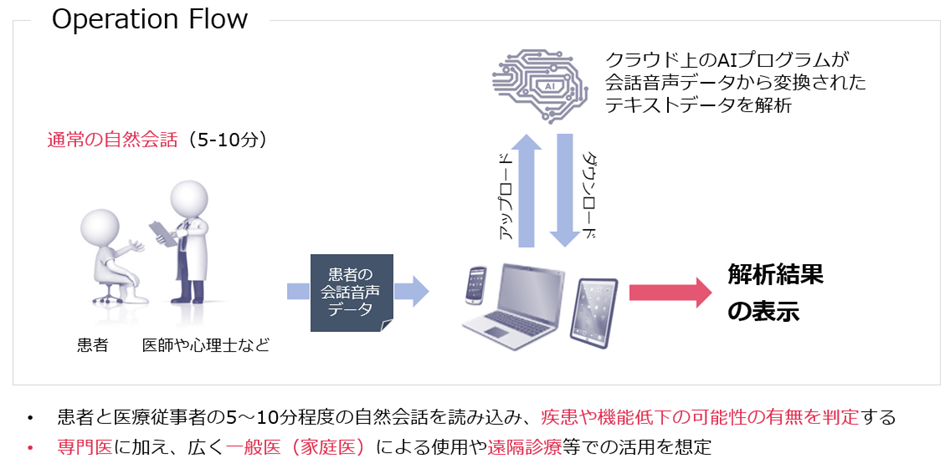 Operation Flow
クラウド上のAIプログラムが
会話音声データから変換された
テキストデータを解析
AI
通常の自然会話（5-10分）
アップロード
ダウンロード
患者の
会話音声
データ
解析結果
の表示
患者
医師や心理士など
• 患者と医療従事者の5～10分程度の自然会話を読み込み、疾患や機能低下の可能性の有無を判定する
• 専門医に加え、広く一般医（家庭医）による使用や遠隔診療等での活用を想定